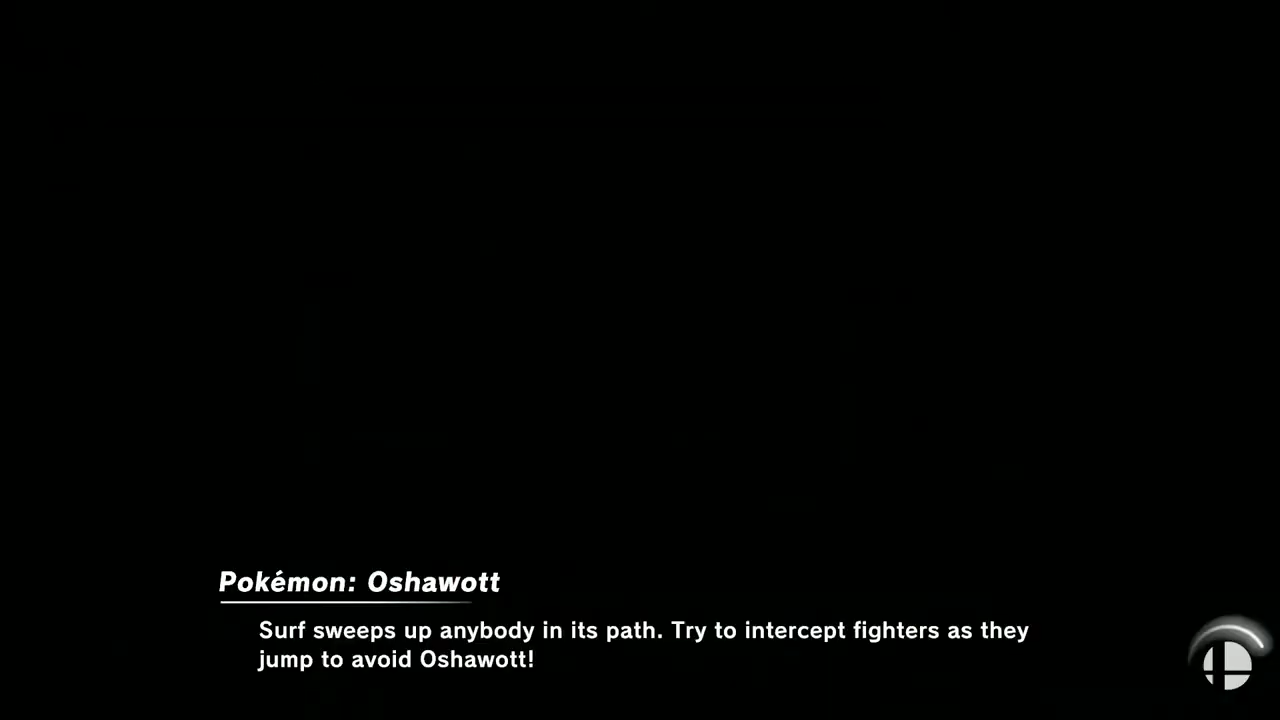 Pokémon: Oshawott
Surf sweeps up anybody in its path. Try to intercept fighters as they
jump to avoid Oshawott!